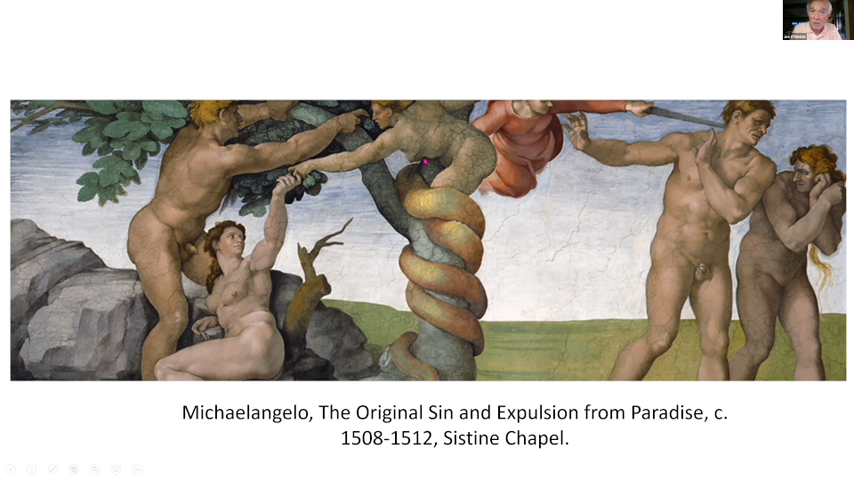 Michaelangelo, The Original Sin and Expulsion from Paradise, c.
1508-1512, Sistine Chapel.